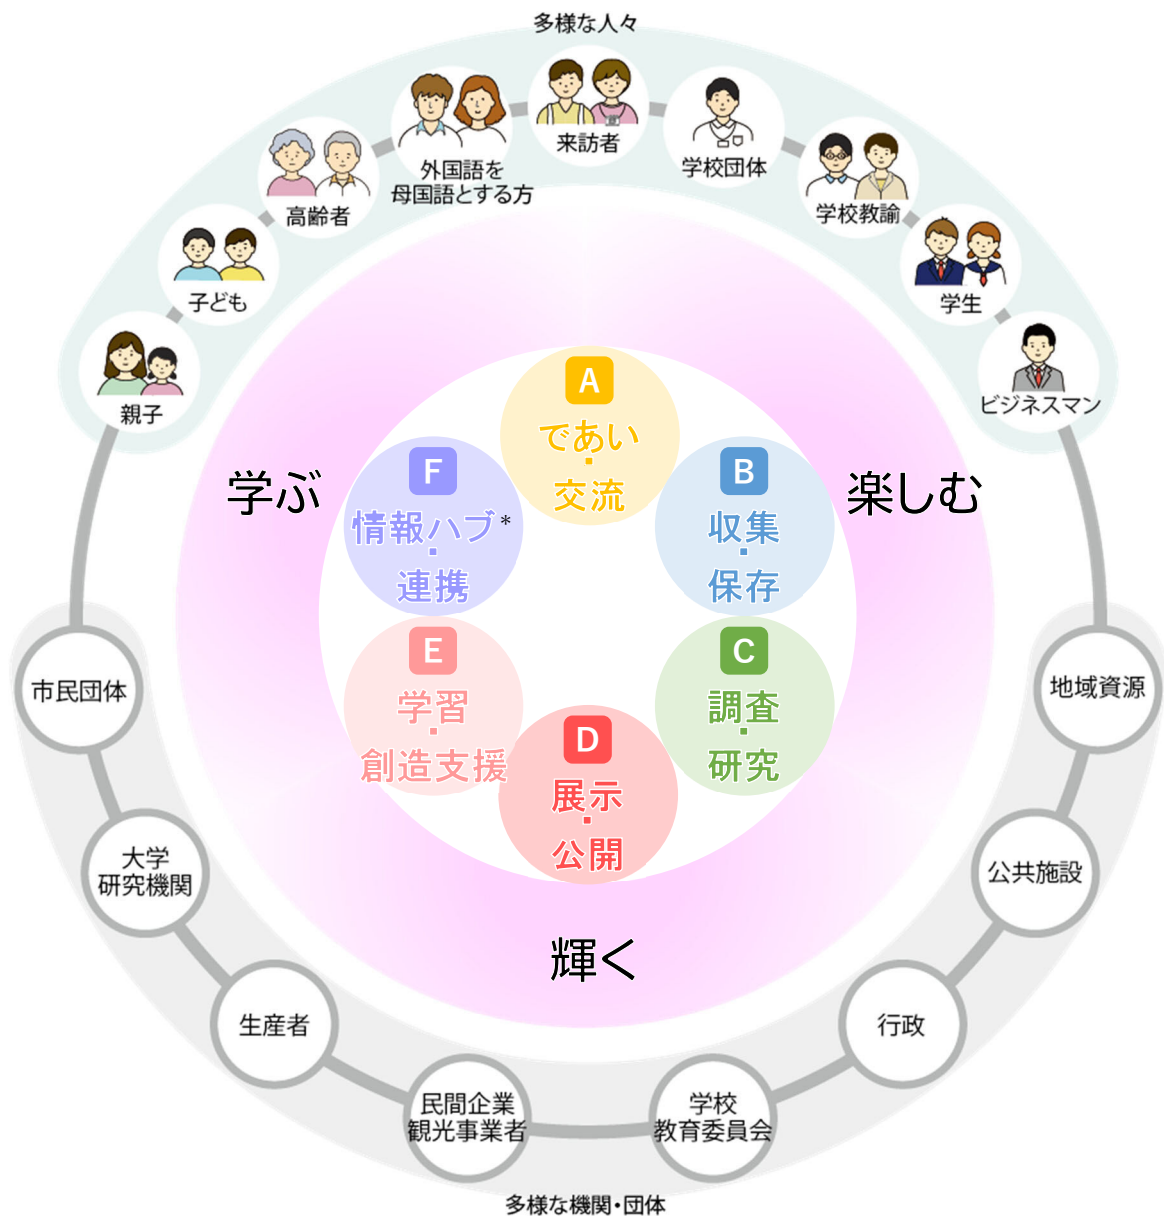 多様な人々
来訪者
外国語を
母国語とする方
学校団体
高齢者
学校教諭
子ども
学生
親子
ビジネスマン
学ぶ
楽しむ
輝く
A
であい
・
交流
B
収集
・
保存
C
調査
・
研究
D
展示
・
公開
E
学習
・
創造支援
F
情報ハブ*
・
連携
市民団体
地域資源
大学
研究機関
公共施設
生産者
行政
民間企業
観光事業者
学校
教育委員会
多様な機関・団体